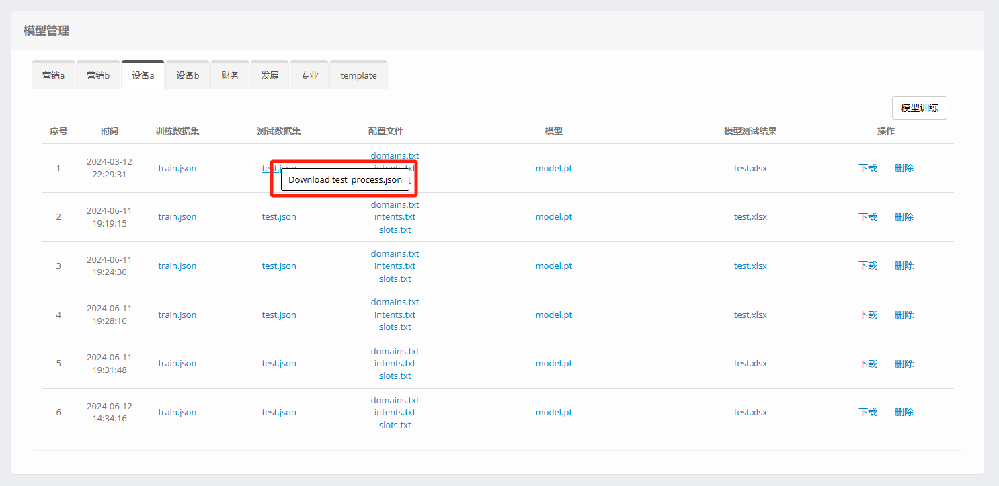 模型管理
营销a 营销b 设备a 设备b 财务 发展 专业 template
模型训练
序号 时间 训练数据集 测试数据集 配置文件 模型 模型测试结果 操作
domains.txt
2024-03-12
1 train.json test.json intents.txt model.pt test.xlsx 下载 删除
22:29:31
Download test_process.json
domains.txt
2024-06-11
2 train.json test.json intents.txt model.pt test.xlsx 下载 删除
19:19:15
slots.txt
domains.txt
2024-06-11
3 train.json test.json intents.txt model.pt test.xlsx 下载 删除
19:24:30
slots.txt
domains.txt
2024-06-11
4 train.json test.json intents.txt model.pt test.xlsx 下载 删除
19:28:10
slots.txt
domains.txt
2024-06-11
5 train.json test.json intents.txt model.pt test.xlsx 下载 删除
19:31:48
slots.txt
domains.txt
2024-06-12
6 train.json test.json intents.txt model.pt test.xlsx 下载 删除
14:34:16
slots.txt